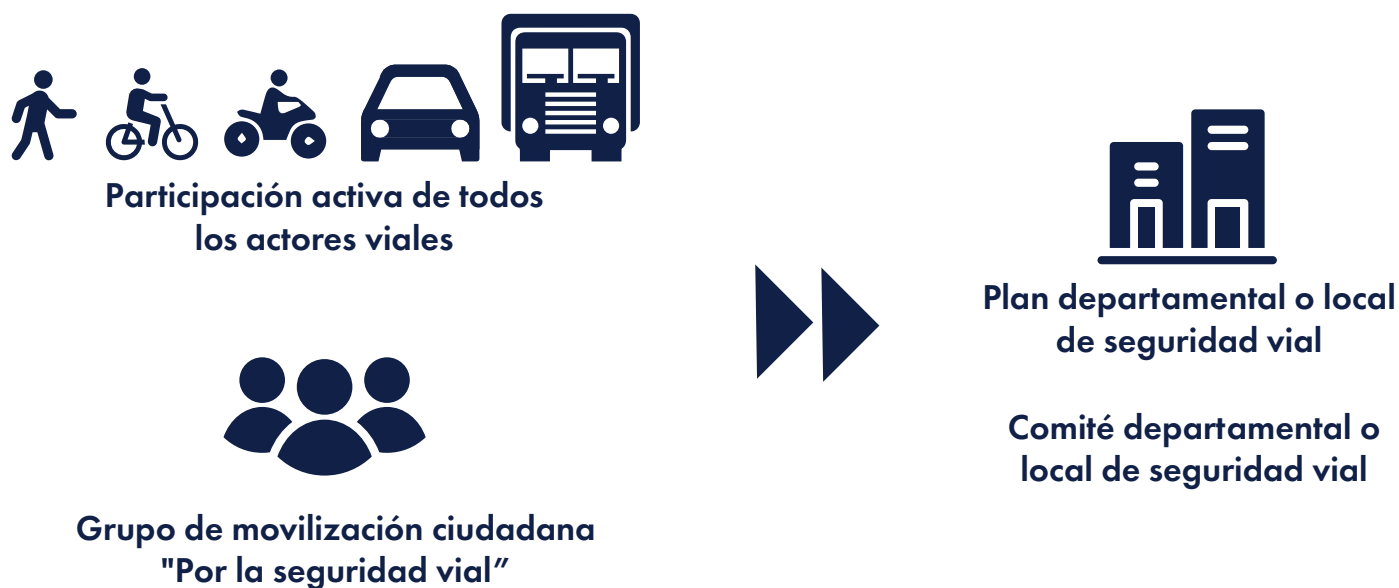 Participación activa de todos
los actores viales
Grupo de movilización ciudadana
"Por la seguridad vial”
Plan departamental o local
de seguridad vial
Comité departamental o
local de seguridad vial